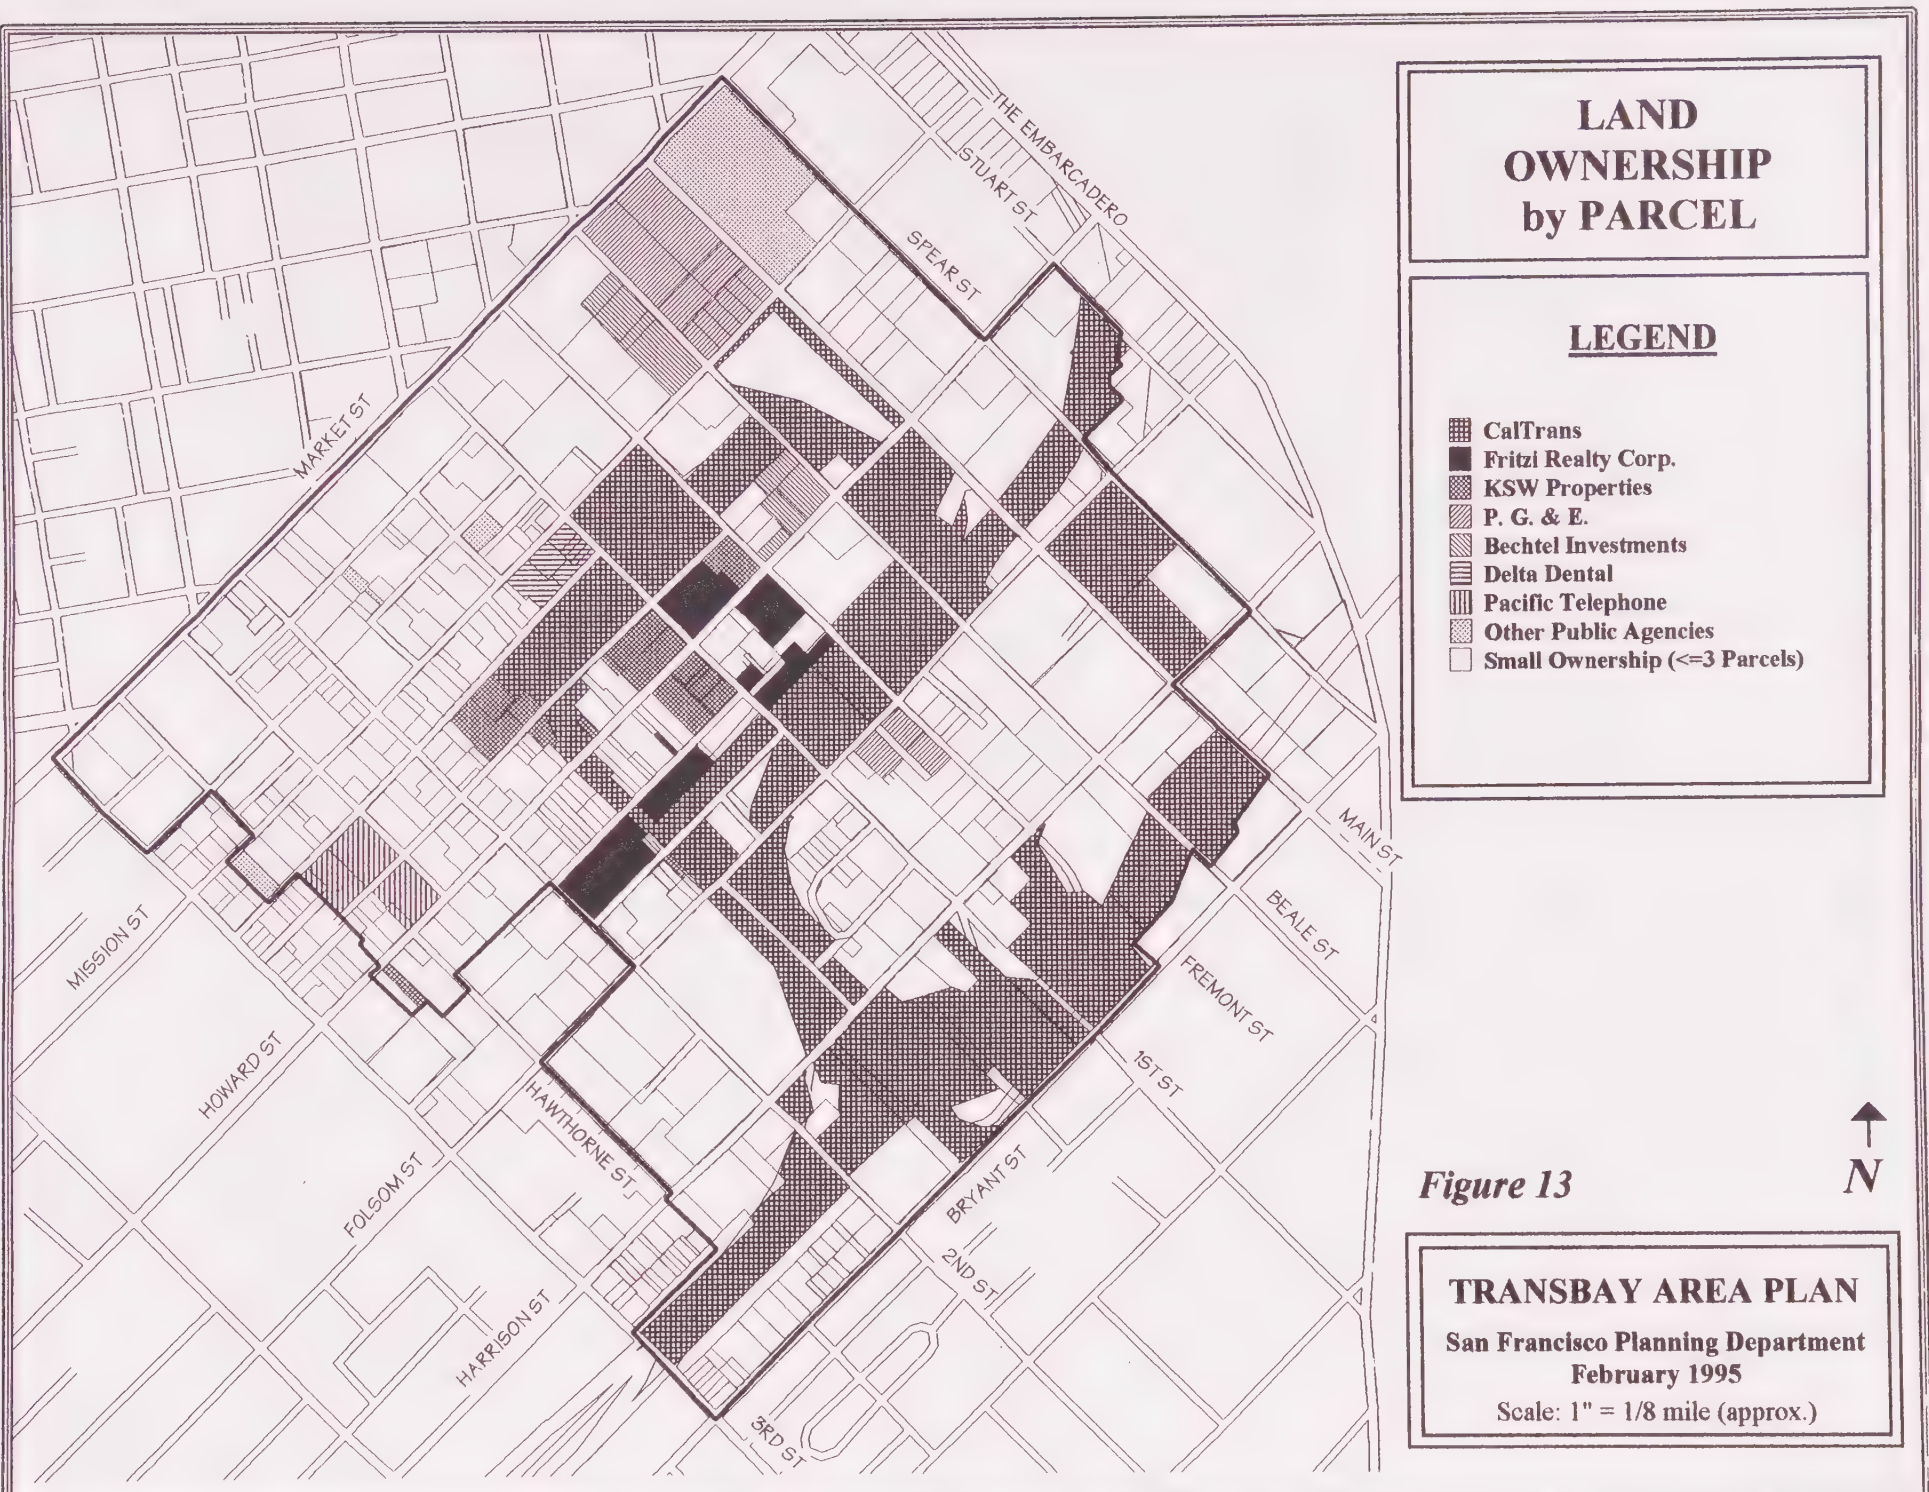 LAND
OWNERSHIP
by PARCEL
LEGEND
CalTrans
Fritzi Realty Corp.
KSW Properties
P. G. & E.
Bechtel Investments
Delta Dental
Pacific Telephone
Other Public Agencies
Small Ownership (<=3 Parcels)
THE EMBARCADERO
STUART ST
SPEAR ST
MARKET ST
MAIN ST
BEALE ST
MISSION ST
FREMONT ST
HOWARD ST
1ST ST
HAWTHORNE ST
FOLSOM ST
BRYANT ST
2ND ST
HARRISON ST
3RD ST
N
Figure 13
TRANSBAY AREA PLAN
San Francisco Planning Department
February 1995
Scale: 1" = 1/8 mile (approx.)